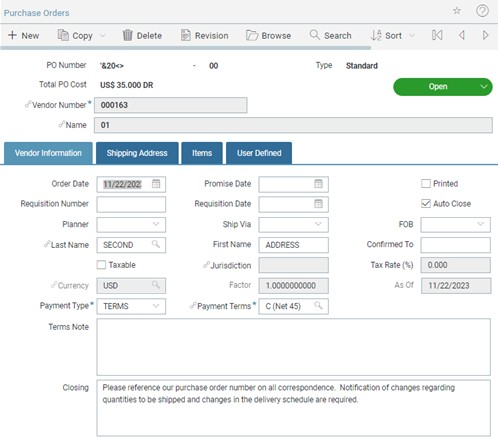 Purchase Orders
New Copy Delete Revision Browse Search Sort
PO Number '&20<> - 00 Type Standard
Total PO Cost US$ 35.000 DR Open
Vendor Number* 000163
Name 01
Vendor Information Shipping Address Items User Defined
Order Date 11/22/202 Promise Date Printed
Requisition Number Requisition Date Auto Close
Planner Ship Via FOB
Last Name SECOND First Name ADDRESS Confirmed To
Taxable Jurisdiction Tax Rate (%) 0.000
Currency USD Factor 1.0000000000 As Of 11/22/2023
Payment Type* TERMS Payment Terms* C (Net 45)
Terms Note
Closing Please reference our purchase order number on all correspondence. Notification of changes regarding
quantities to be shipped and changes in the delivery schedule are required.